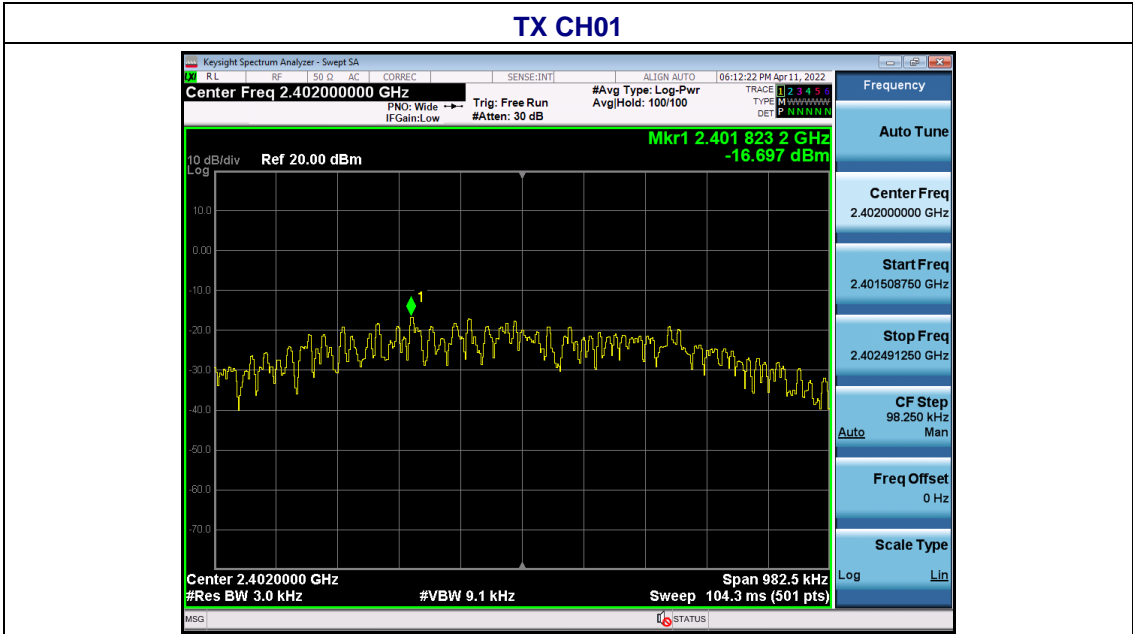 TX CH01
Keysight Spectrum Analyzer - Swept SA
LXI RL RF 50 Ω AC CORREC SENSE:INT ALIGN AUTO 06:12:22 PM Apr 11, 2022
Center Freq 2.402000000 GHz
PNO: Wide
IFGain:Low
Trig: Free Run
#Atten: 30 dB
#Avg Type: Log-Pwr
Avg|Hold: 100/100
TRACE 1 2 3 4 5 6
TYPE M WWWWW
DET P N N N N N
Mkr1 2.401 823 2 GHz
-16.697 dBm
10 dB/div Ref 20.00 dBm
Log
10.0
0.00
-10.0
-20.0
-30.0
-40.0
-50.0
-60.0
-70.0
1
Center 2.4020000 GHz Span 982.5 kHz
#Res BW 3.0 kHz #VBW 9.1 kHz Sweep 104.3 ms (501 pts)
MSG STATUS
Frequency
Auto Tune
Center Freq
2.402000000 GHz
Start Freq
2.401508750 GHz
Stop Freq
2.402491250 GHz
CF Step
98.250 kHz
Auto Man
Freq Offset
0 Hz
Scale Type
Log Lin